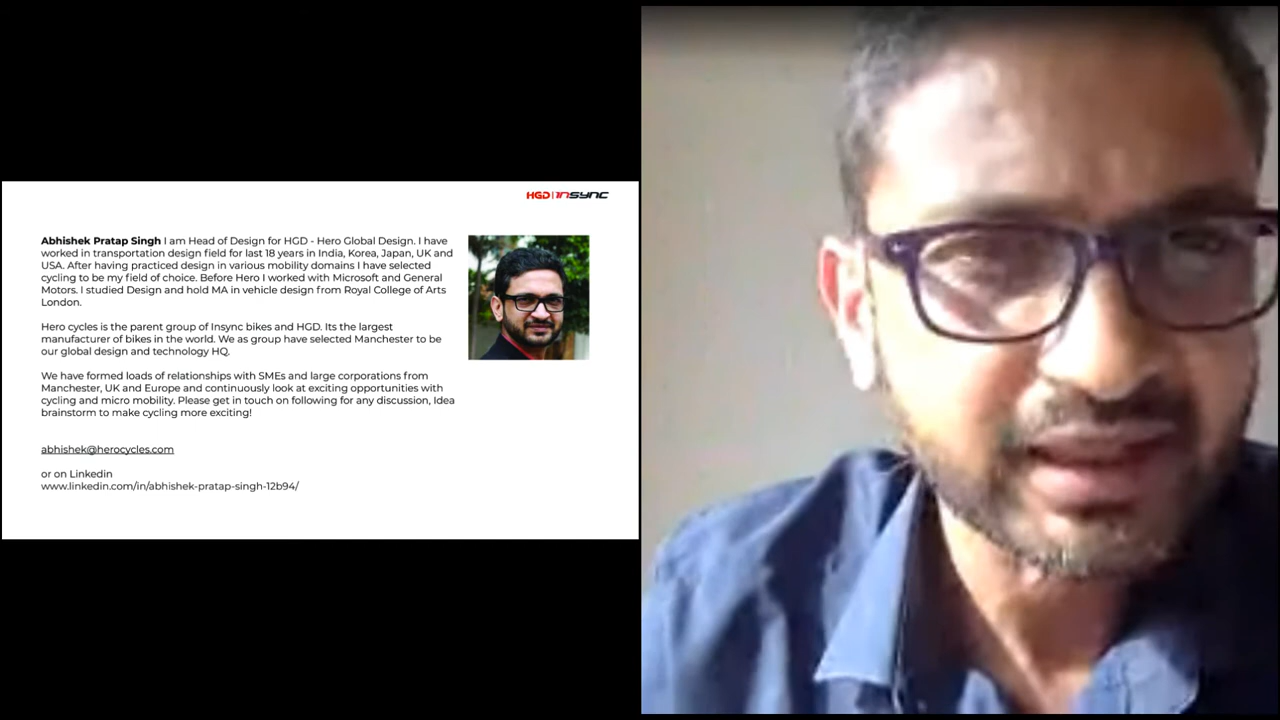 HGD | INSYNC
Abhishek Pratap Singh I am Head of Design for HGD - Hero Global Design. I have
worked in transportation design field for last 18 years in India, Korea, Japan, UK and
USA. After having practiced design in various mobility domains I have selected
cycling to be my field of choice. Before Hero I worked with Microsoft and General
Motors. I studied Design and hold MA in vehicle design from Royal College of Arts
London.
Hero cycles is the parent group of Insync bikes and HGD. Its the largest
manufacturer of bikes in the world. We as group have selected Manchester to be
our global design and technology HQ.
We have formed loads of relationships with SMEs and large corporations from
Manchester, UK and Europe and continuously look at exciting opportunities with
cycling and micro mobility. Please get in touch on following for any discussion, Idea
brainstorm to make cycling more exciting!
abhishek@herocycles.com
or on Linkedin
www.linkedin.com/in/abhishek-pratap-singh-12b94/